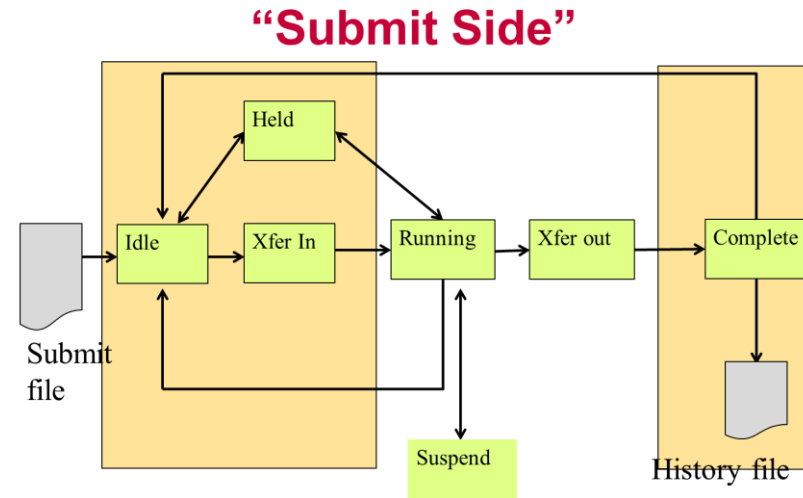 “Submit Side”
Held
Idle
Xfer In
Running
Xfer out
Complete
Submit
file
Suspend
History file